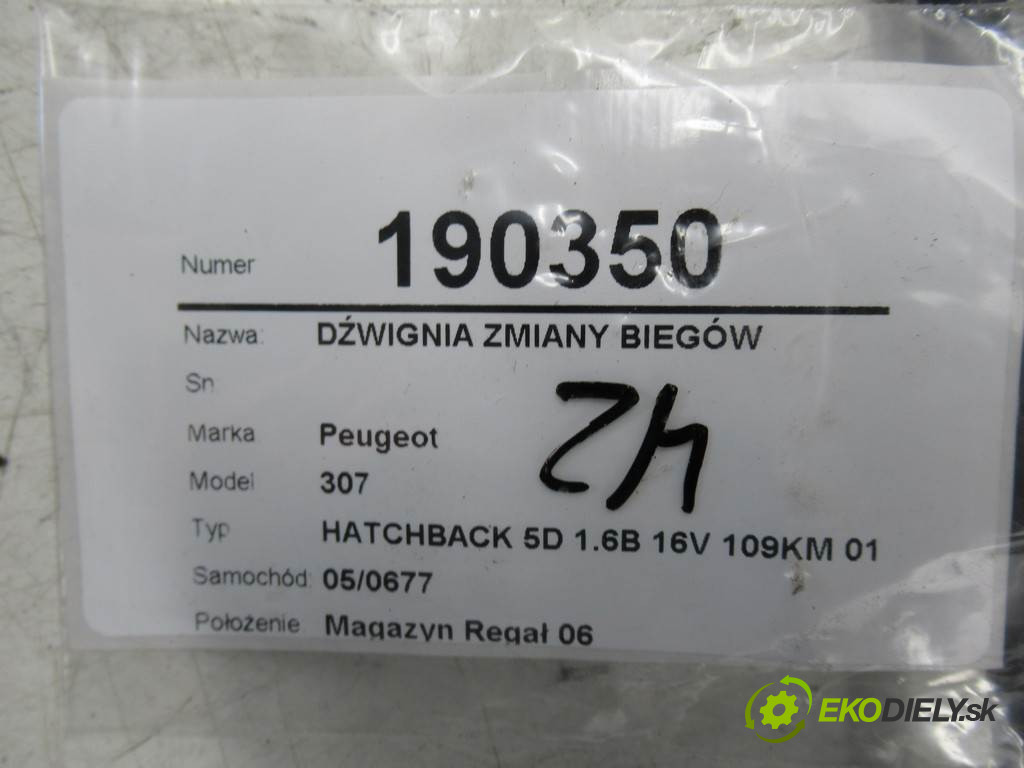 Numer 190350
Nazwa: DŹWIGNIA ZMIANY BIEGÓW
Sn
Marka Peugeot
Model 307
Typ HATCHBACK 5D 1.6B 16V 109KM 01
Samochód: 05/0677
Położenie: Magazyn Regał 06
EKODIELY.sk